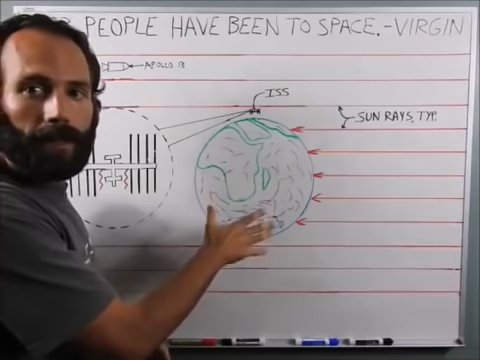 PEOPLE HAVE BEEN TO SPACE.-VIRGIN
APOLLO 13
ISS
SUN RAYS, TYP.